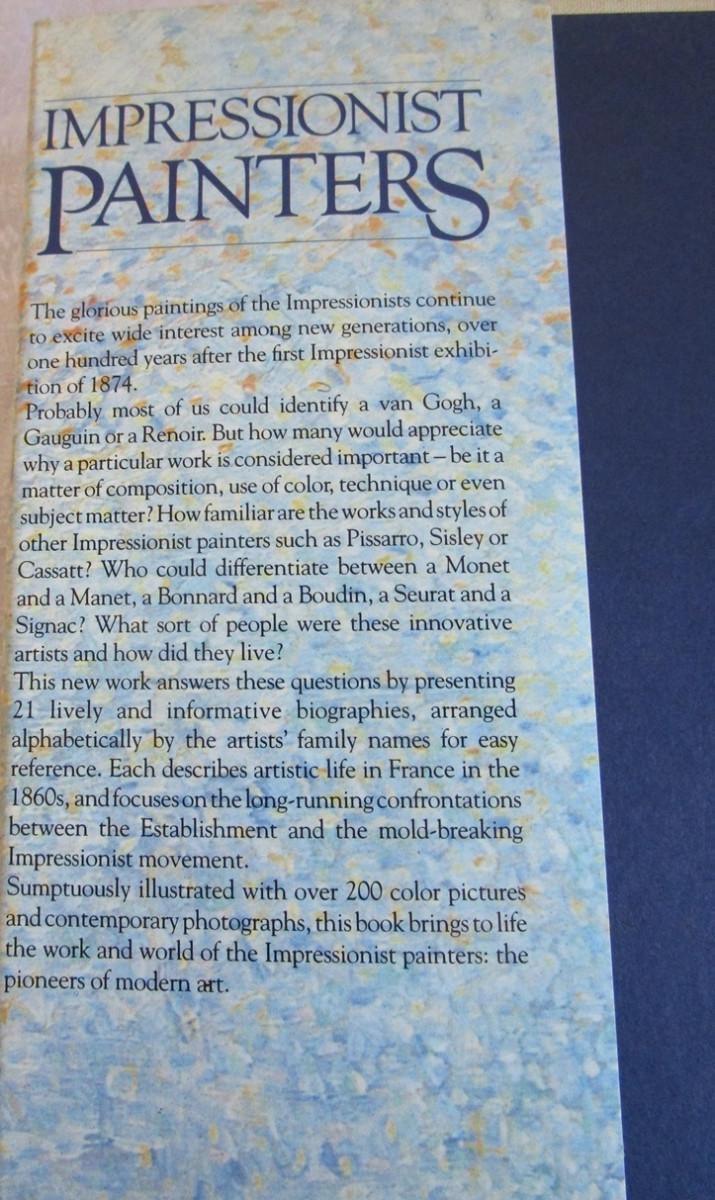 IMPRESSIONIST
PAINTERS
The glorious paintings of the Impressionists continue
to excite wide interest among new generations, over
one hundred years after the first Impressionist exhibi-
tion of 1874.
Probably most of us could identify a van Gogh, a
Gauguin or a Renoir. But how many would appreciate
why a particular work is considered important – be it a
matter of composition, use of color, technique or even
subject matter? How familiar are the works and styles of
other Impressionist painters such as Pissarro, Sisley or
Cassatt? Who could differentiate between a Monet
and a Manet, a Bonnard and a Boudin, a Seurat and a
Signac? What sort of people were these innovative
artists and how did they live?
This new work answers these questions by presenting
21 lively and informative biographies, arranged
alphabetically by the artists' family names for easy
reference. Each describes artistic life in France in the
1860s, and focuses on the long-running confrontations
between the Establishment and the mold-breaking
Impressionist movement.
Sumptuously illustrated with over 200 color pictures
and contemporary photographs, this book brings to life
the work and world of the Impressionist painters: the
pioneers of modern art.